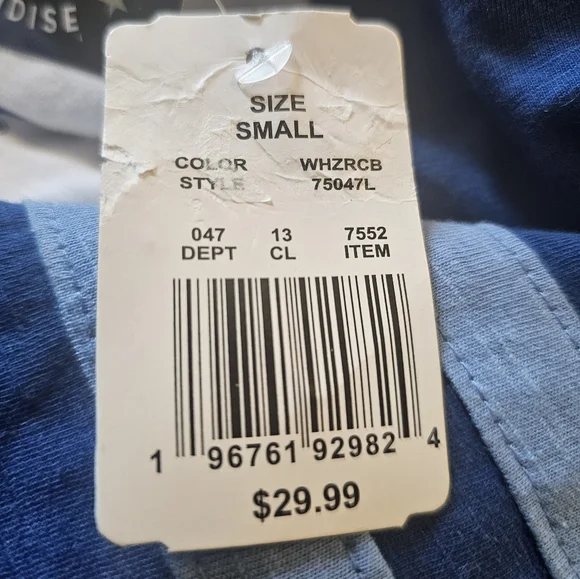 DISE
SIZE
SMALL
COLOR WHZRCB
STYLE 75047L
047 13 7552
DEPT CL ITEM
1 96761 92982 4
$29.99